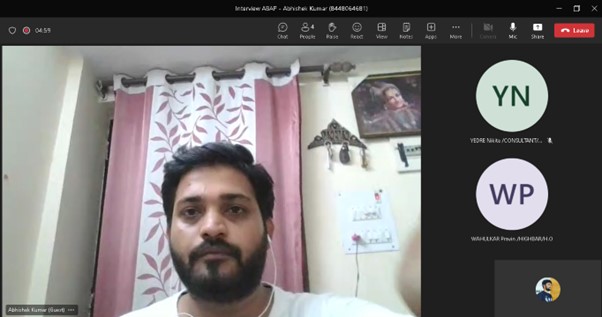 Interview ABAP - Abhishek Kumar (8448064681)
04:59
Chat
People
4
Raise
React
View
Notes
Apps
More
Camera
Mic
Share
Leave
YN
YEDRE Nikita /CONSULTANT/...
WP
WAHULKAR Pravin /HIGHBAR/H.O
Abhishek Kumar (Guest)